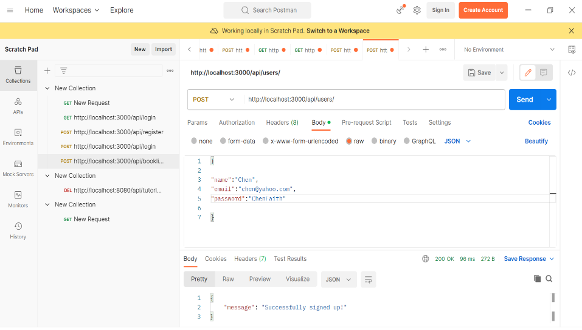 Home
Workspaces
Explore
Search Postman
Sign In
Create Account
Working locally in Scratch Pad. Switch to a Workspace
Scratch Pad
New
Import
htt
POST htt
GET http
GET http
POST htt
POST htt
No Environment
http://localhost:3000/api/users/
Save
POST
http://localhost:3000/api/users/
Send
Params
Authorization
Headers (8)
Body
Pre-request Script
Tests
Settings
Cookies
none
form-data
x-www-form-urlencoded
raw
binary
GraphQL
JSON
Beautify
1 {
2
3 "name":"Chen",
4 "email":"chen@yahoo.com",
5 "password":"ChenFaith"
6
7 }
Collections
APIs
Environments
Mock Servers
Monitors
History
New Collection
GET New Request
GET http://localhost:3000/api/login
POST http://localhost:3000/api/register
POST http://localhost:3000/api/login
POST http://localhost:3000/api/booki...
New Collection
DEL http://localhost:8080/api/tutori...
New Collection
GET New Request
Body
Cookies
Headers (7)
Test Results
200 OK
96 ms
272 B
Save Response
Pretty
Raw
Preview
Visualize
JSON
1 {
2 "message": "Successfully signed up!"
3 }